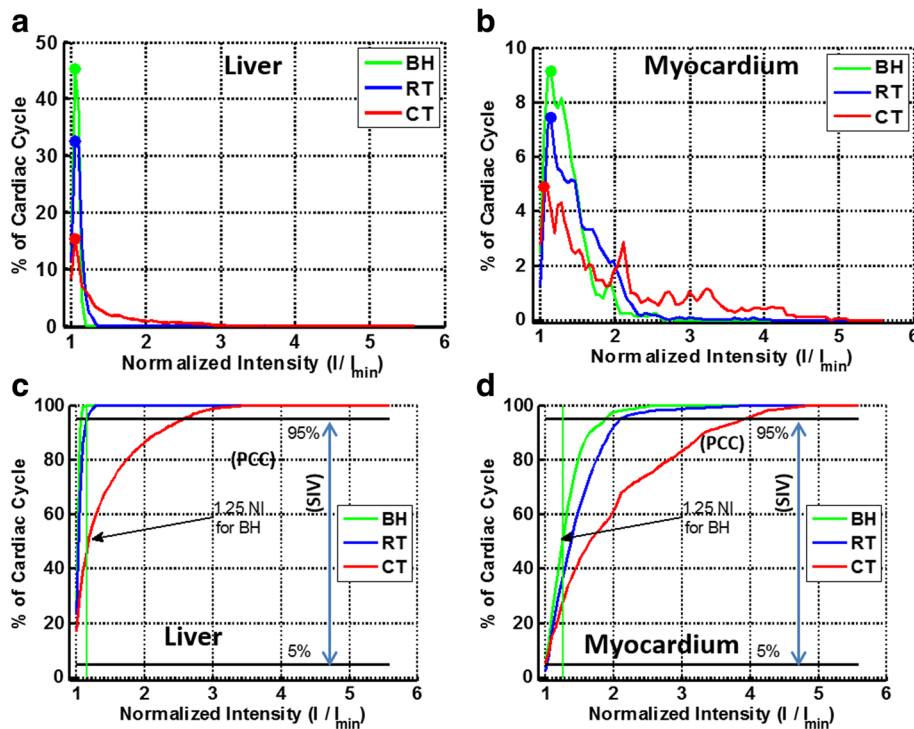 a
Liver
BH
RT
CT
50
40
30
20
10
0
% of Cardiac Cycle
1 2 3 4 5 6
Normalized Intensity (I/ Imin)
b
Myocardium
BH
RT
CT
10
8
6
4
2
0
% of Cardiac Cycle
1 2 3 4 5 6
Normalized Intensity (I/ Imin)
c
100
80
60
40
20
0
% of Cardiac Cycle
95%
(PCC)
(SIV)
1.25 NI
for BH
BH
RT
CT
Liver
5%
1 2 3 4 5 6
Normalized Intensity (I / Imin)
d
100
80
60
40
20
0
% of Cardiac Cycle
95%
(PCC)
(SIV)
1.25 NI
for BH
BH
RT
CT
Myocardium
5%
1 2 3 4 5 6
Normalized Intensity (I / Imin)